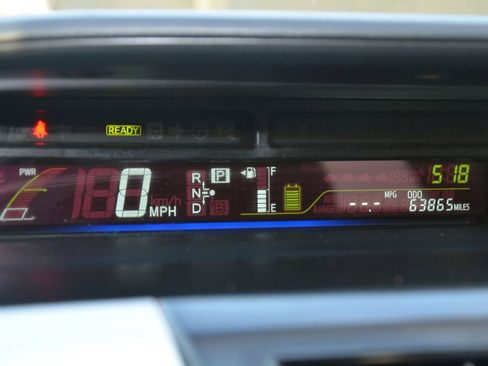 READY
PWR
0 MPH
R
N
D
P
B
F
E
5:18
MPG
---
ODO
63865 MILES